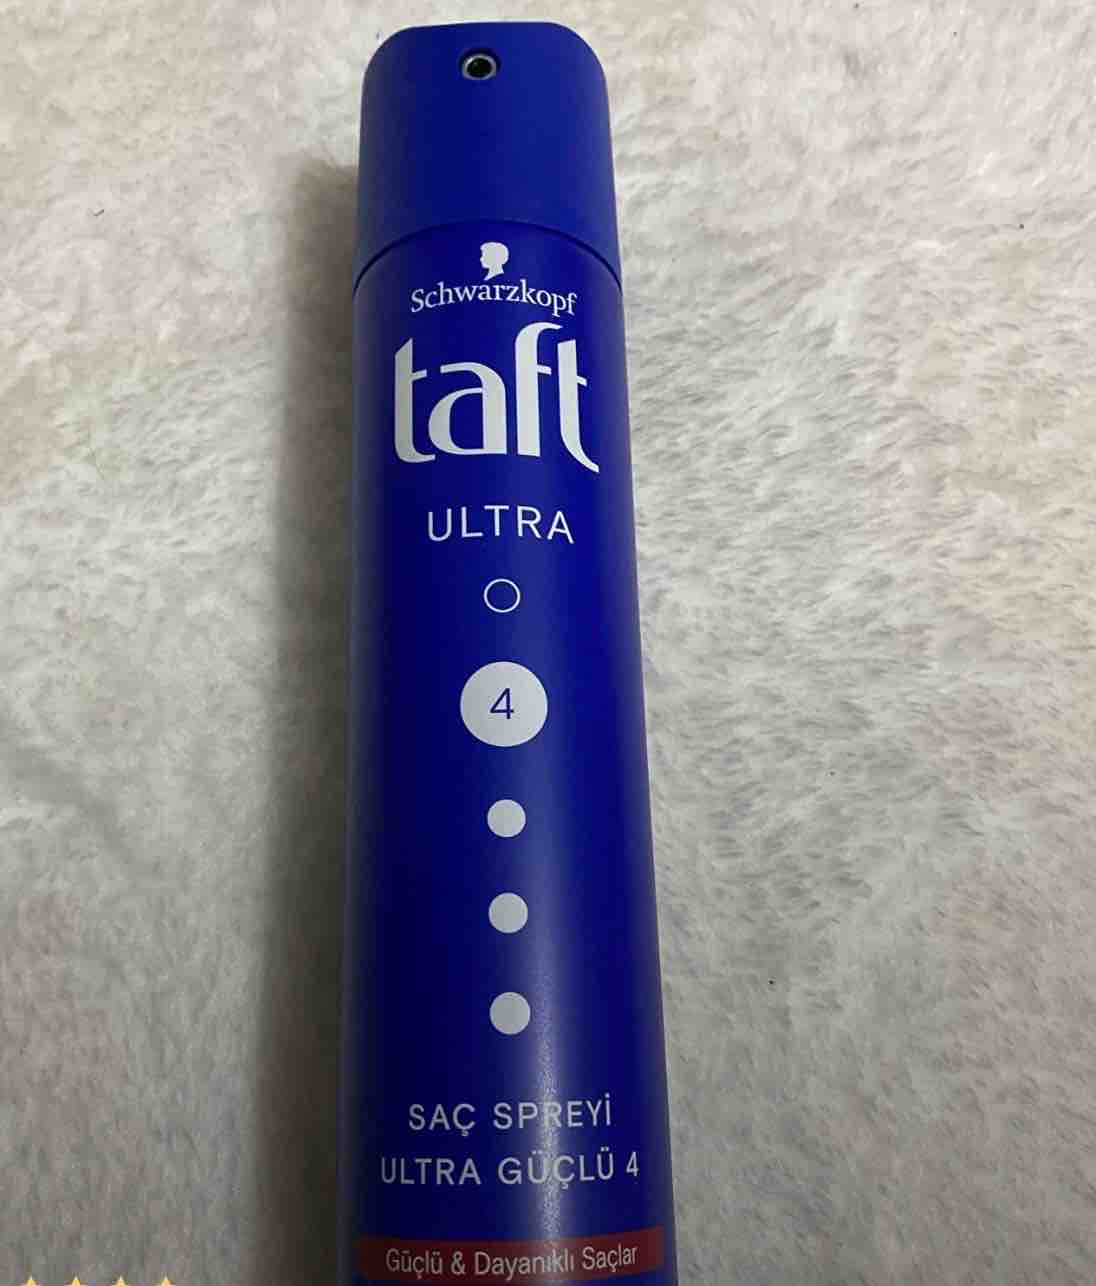 Schwarzkopf
taft
ULTRA
4
SAÇ SPREYİ
ULTRA GÜÇLÜ 4
Güçlü & Dayanıklı Saçlar